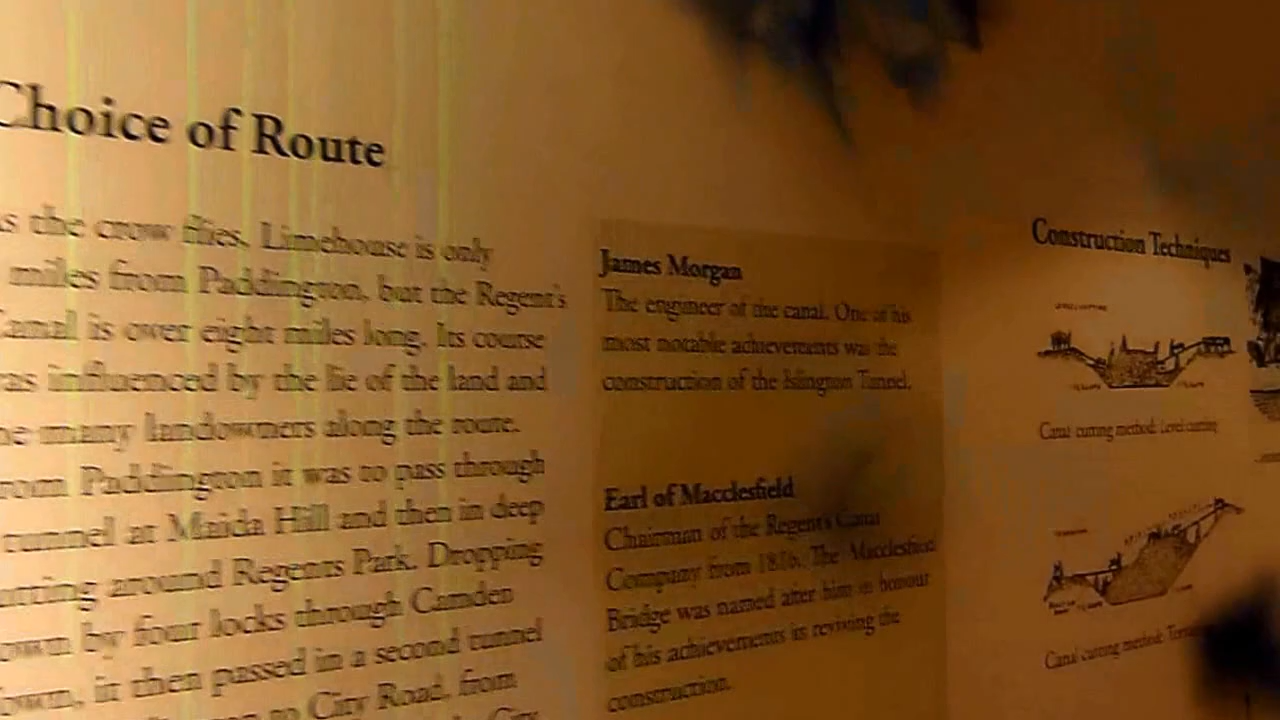 Choice of Route
s the crow flies, Limehouse is only
miles from Paddington, but the Regent's
Canal is over eight miles long. Its course
was influenced by the lie of the land and
he many landowners along the route.
rom Paddington it was to pass through
tunnel at Maida Hill and then in deep
utting around Regents Park. Dropping
own by four locks through Camden
own, it then passed in a second tunnel
to City Road, from
City
James Morgan
The engineer of the canal. One of his
most notable achievements was the
construction of the Islington Tunnel.
Earl of Macclesfield
Chairman of the Regent's Canal
Company from 1816. The Macclesfield
Bridge was named after him in honour
of his achievements in reviving the
construction.
Construction Techniques
Canal cutting method: Level cutting
Canal cutting method: